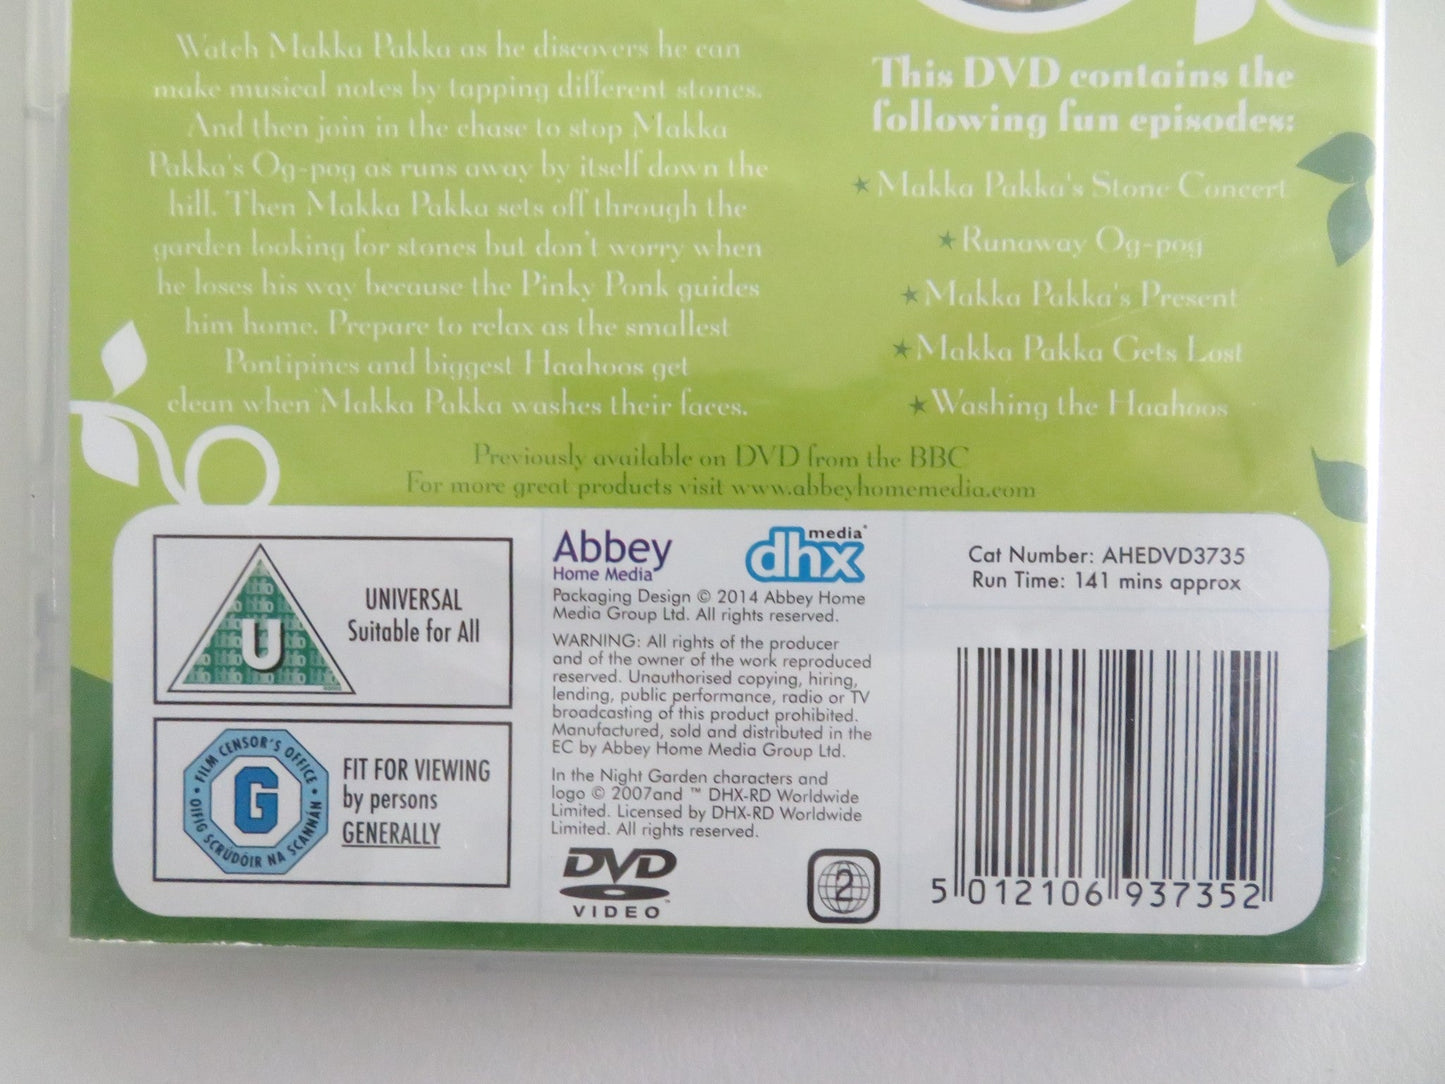 Watch Makka Pakka as he discovers he can
make musical notes by tapping different stones.
And then join in the chase to stop Makka
Pakka's Og-pog as runs away by itself down the
hill. Then Makka Pakka sets off through the
garden looking for stones but don't worry when
he loses his way because the Pinky Ponk guides
him home. Prepare to relax as the smallest
Pontipines and biggest Haahoos get
clean when Makka Pakka washes their faces.
This DVD contains the
following fun episodes:
Makka Pakka's Stone Concert
Runaway Og-pog
Makka Pakka's Present
Makka Pakka Gets Lost
Washing the Haahoos
Previously available on DVD from the BBC
For more great products visit www.abbeyhomemedia.com
U
UNIVERSAL
Suitable for All
FILM CENSOR'S OFFICE
G
OIFIG SCRÚDÓIR NA SCANNÁN
FIT FOR VIEWING
by persons
GENERALLY
Abbey
Home Media
media
dhx
Packaging Design © 2014 Abbey Home
Media Group Ltd. All rights reserved.
WARNING: All rights of the producer
and of the owner of the work reproduced
reserved. Unauthorised copying, hiring,
lending, public performance, radio or TV
broadcasting of this product prohibited.
Manufactured, sold and distributed in the
EC by Abbey Home Media Group Ltd.
In the Night Garden characters and
logo © 2007and ™ DHX-RD Worldwide
Limited. Licensed by DHX-RD Worldwide
Limited. All rights reserved.
DVD
VIDEO
2
Cat Number: AHEDVD3735
Run Time: 141 mins approx
5 012106 937352